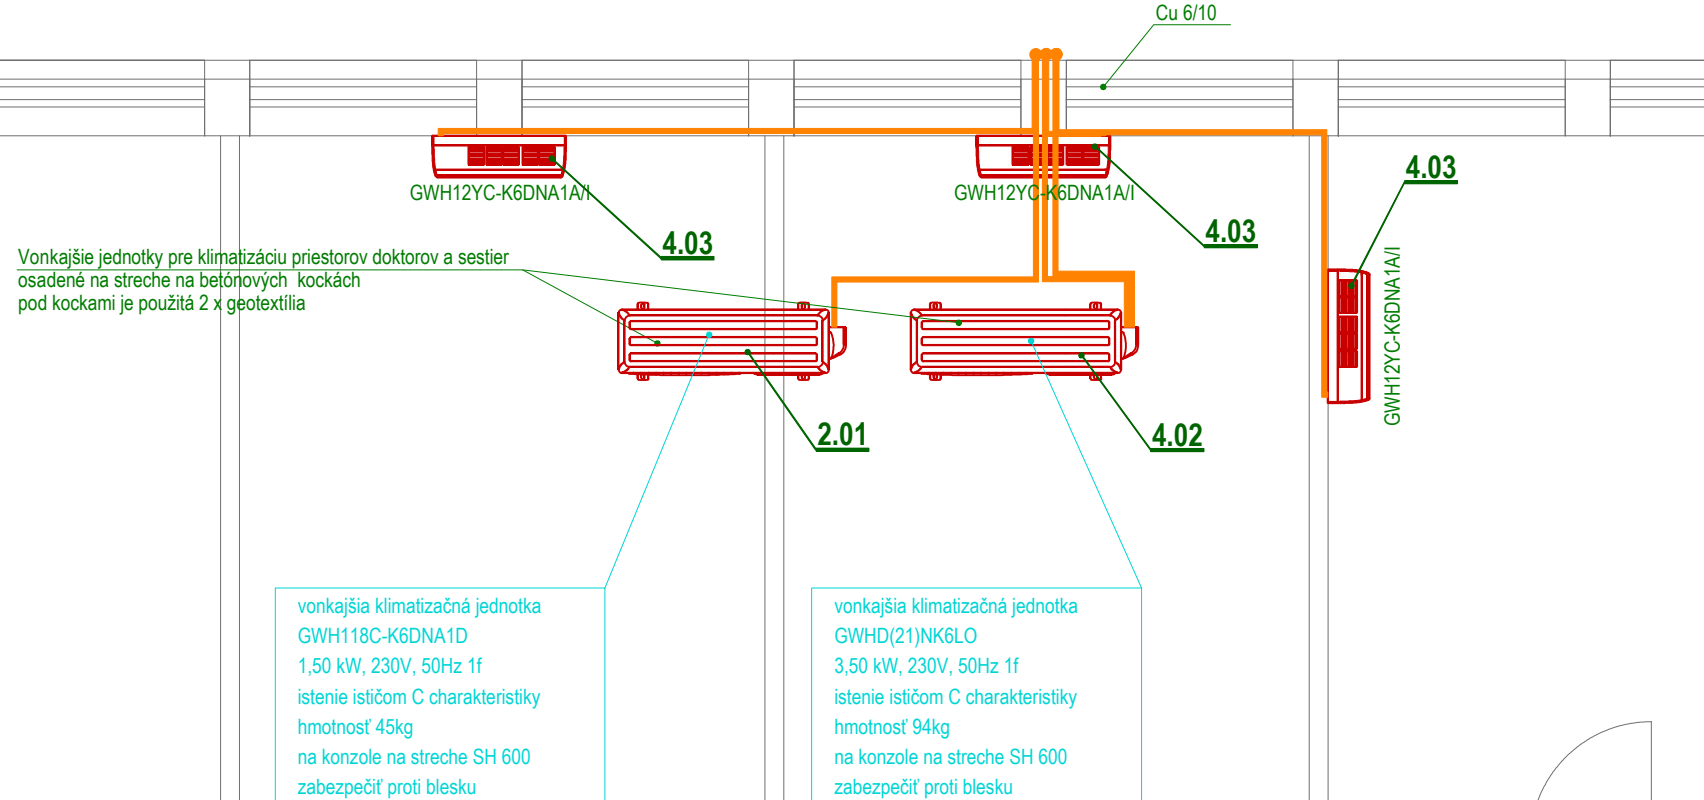 Cu 6/10
GWH12YC-K6DNA1A/I
4.03
GWH12YC-K6DNA1A/I
4.03
4.03
GWH12YC-K6DNA1A/I
Vonkajšie jednotky pre klimatizáciu priestorov doktorov a sestier
osadené na streche na betónových kockách
pod kockami je použitá 2 x geotextília
2.01
4.02
vonkajšia klimatizačná jednotka
GWH118C-K6DNA1D
1,50 kW, 230V, 50Hz 1f
istenie ističom C charakteristiky
hmotnosť 45kg
na konzole na streche SH 600
zabezpečiť proti blesku
vonkajšia klimatizačná jednotka
GWHD(21)NK6LO
3,50 kW, 230V, 50Hz 1f
istenie ističom C charakteristiky
hmotnosť 94kg
na konzole na streche SH 600
zabezpečiť proti blesku